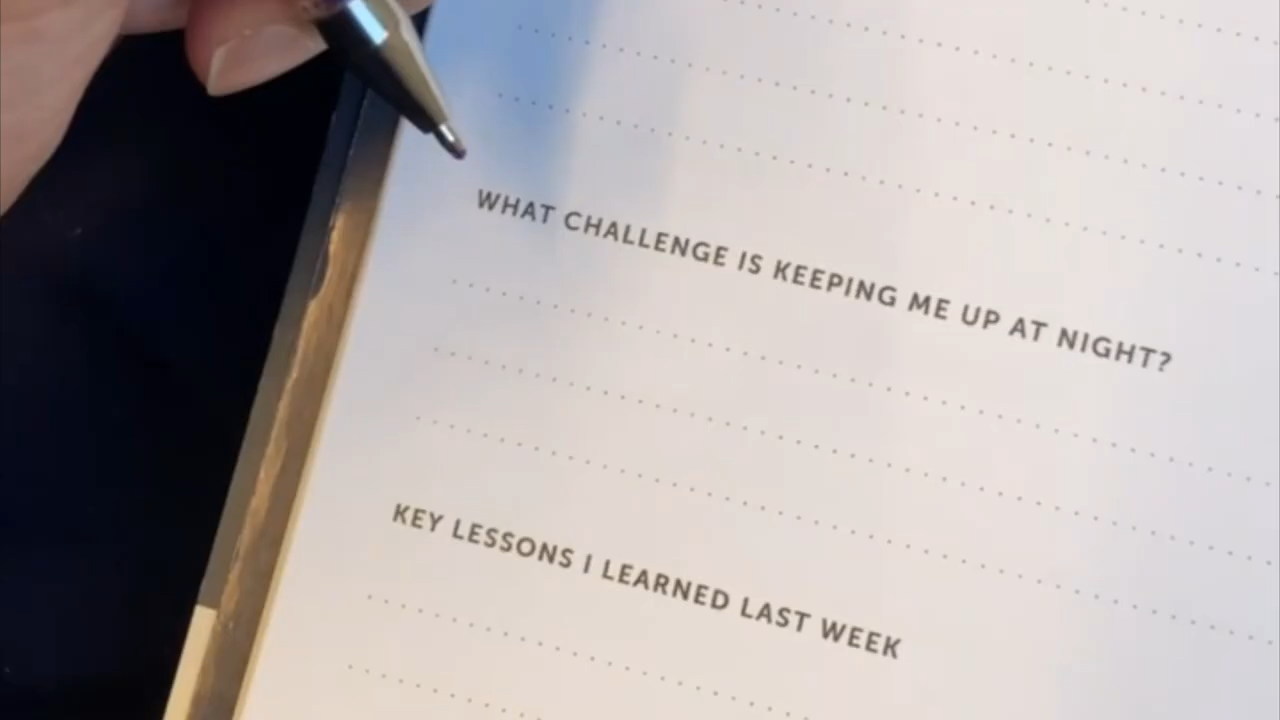 WHAT CHALLENGE IS KEEPING ME UP AT NIGHT?
KEY LESSONS I LEARNED LAST WEEK